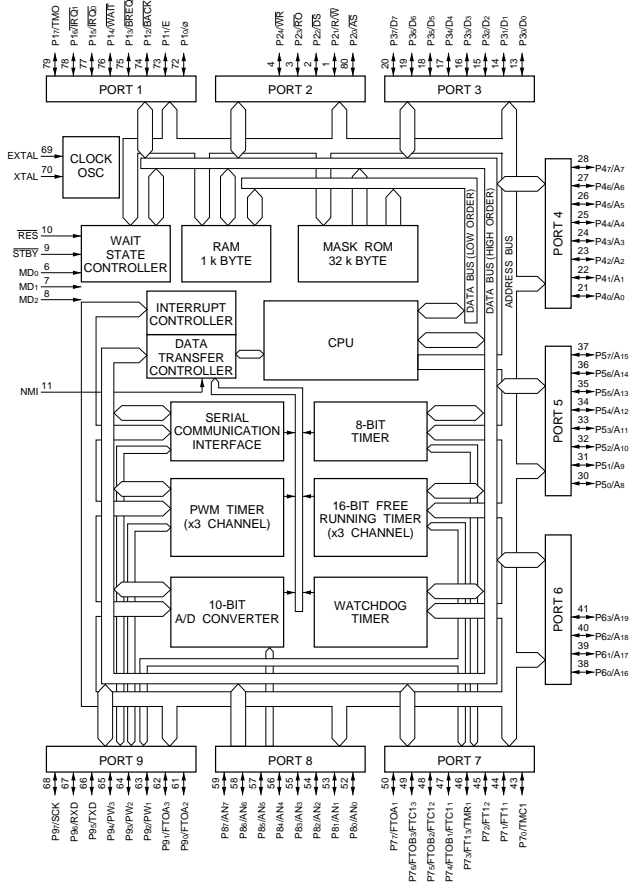 79 78 77 76 75 74 73 72
P17/TMO
P16/IRQ1
P15/IRQ0
P14/WAIT
P13/BREQ
P12/BACK
P11/E
P10/ø
PORT 1
4 3 2 1 80
P24/WR
P23/RD
P22/DS
P21/R/W
P20/AS
PORT 2
20 19 18 17 16 15 14 13
P37/D7
P36/D6
P35/D5
P34/D4
P33/D3
P32/D2
P31/D1
P30/D0
PORT 3
EXTAL 69
XTAL 70
CLOCK
OSC
RES 10
STBY 9
MD0 6
MD1 7
MD2 8
WAIT
STATE
CONTROLLER
RAM
1 k BYTE
MASK ROM
32 k BYTE
DATA BUS (LOW ORDER)
DATA BUS (HIGH ORDER)
ADDRESS BUS
PORT 4
28 P47/A7
27 P46/A6
26 P45/A5
25 P44/A4
24 P43/A3
23 P42/A2
22 P41/A1
21 P40/A0
INTERRUPT
CONTROLLER
DATA
TRANSFER
CONTROLLER
CPU
NMI 11
PORT 5
37 P57/A15
36 P56/A14
35 P55/A13
34 P54/A12
33 P53/A11
32 P52/A10
31 P51/A9
30 P50/A8
SERIAL
COMMUNICATION
INTERFACE
8-BIT
TIMER
PWM TIMER
(x3 CHANNEL)
16-BIT FREE
RUNNING TIMER
(x3 CHANNEL)
10-BIT
A/D CONVERTER
WATCHDOG
TIMER
PORT 6
41 P63/A19
40 P62/A18
39 P61/A17
38 P60/A16
PORT 9
68 67 66 65 64 63 62 61
P97/SCK
P96/RXD
P95/TXD
P94/PW3
P93/PW2
P92/PW1
P91/FTOA3
P90/FTOA2
PORT 8
59 58 57 56 55 54 53 52
P87/AN7
P86/AN6
P85/AN5
P84/AN4
P83/AN3
P82/AN2
P81/AN1
P80/AN0
PORT 7
50 49 48 47 46 45 44 43
P77/FTOA1
P76/FTOB3/FTC13
P75/FTOB2/FTC12
P74/FTOB1/FTC11
P73/FT13/TMR1
P72/FT12
P71/FT11
P70/TMC1